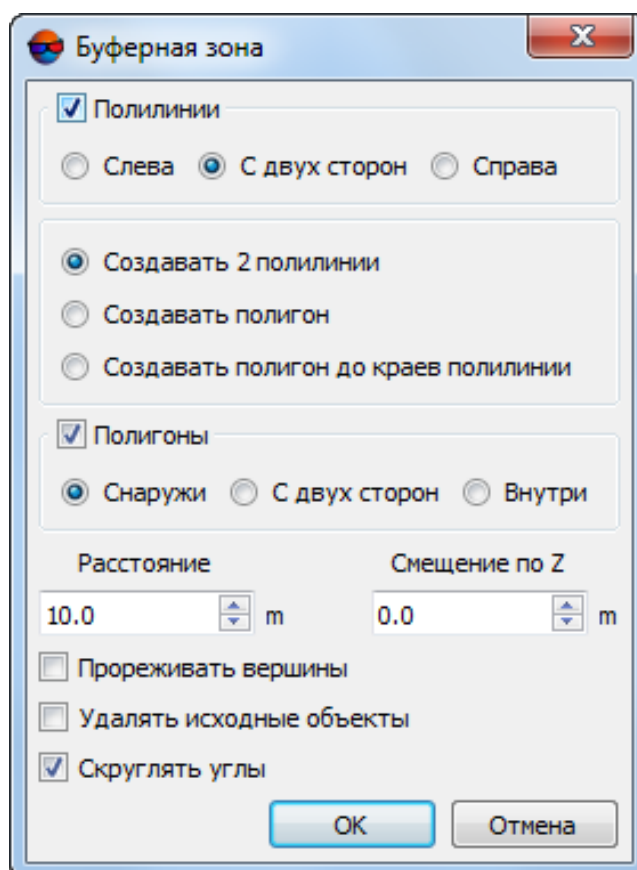 Буферная зона
Полилинии
Слева С двух сторон Справа
Создавать 2 полилинии
Создавать полигон
Создавать полигон до краев полилинии
Полигоны
Снаружи С двух сторон Внутри
Расстояние Смещение по Z
10.0 m 0.0 m
Прореживать вершины
Удалять исходные объекты
Скруглять углы
OK Отмена